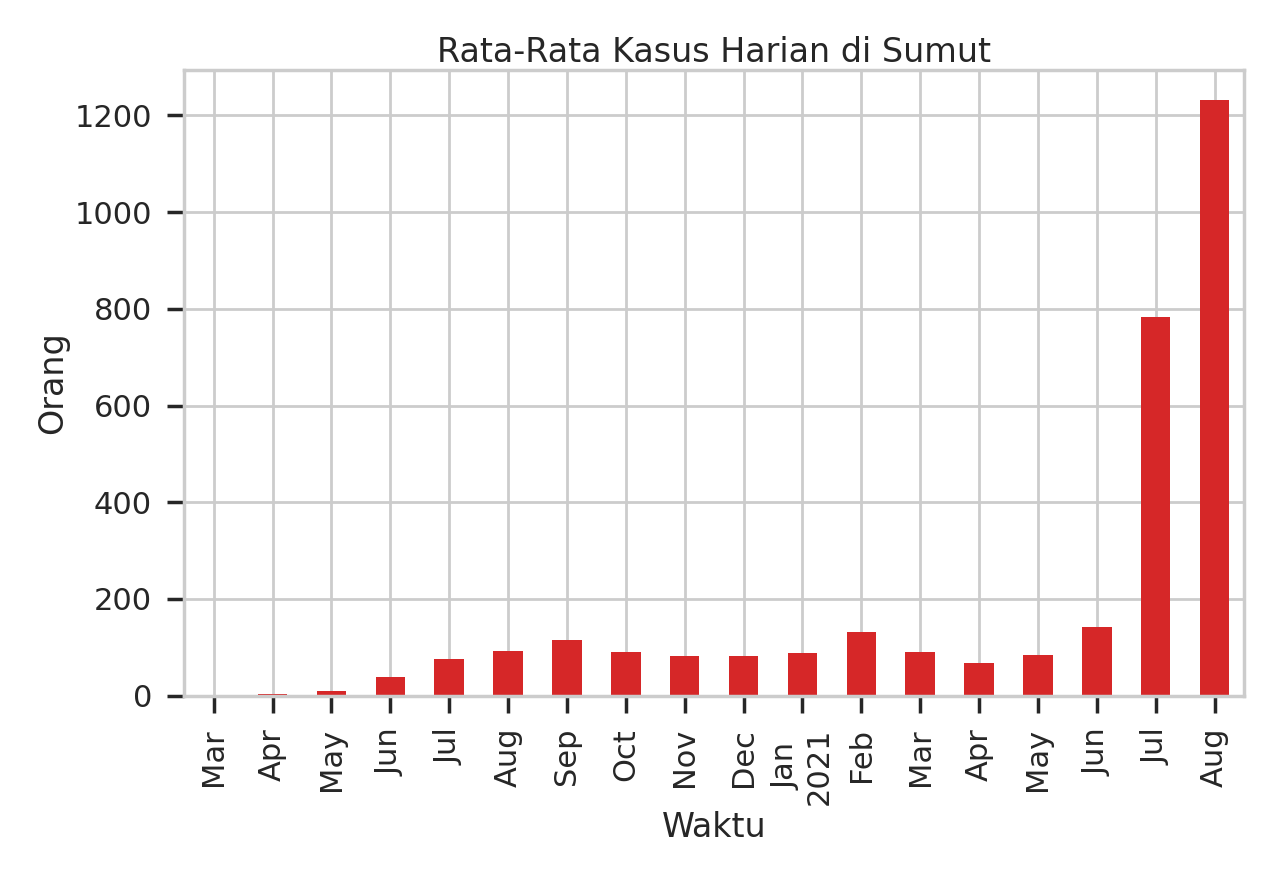 Rata-Rata Kasus Harian di Sumut
1200
1000
800
600
400
200
0
Orang
Mar
Apr
May
Jun
Jul
Aug
Sep
Oct
Nov
Dec
Jan
2021
Feb
Mar
Apr
May
Jun
Jul
Aug
Waktu